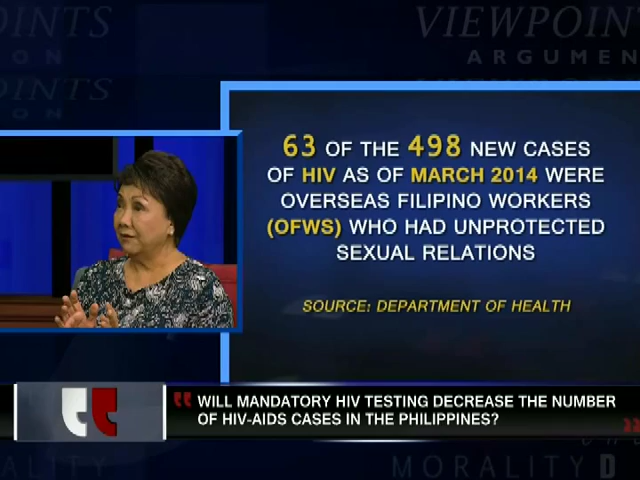 VIEWPOINT
ARGUMEN
63 OF THE 498 NEW CASES
OF HIV AS OF MARCH 2014 WERE
OVERSEAS FILIPINO WORKERS
(OFWS) WHO HAD UNPROTECTED
SEXUAL RELATIONS
SOURCE: DEPARTMENT OF HEALTH
WILL MANDATORY HIV TESTING DECREASE THE NUMBER
OF HIV-AIDS CASES IN THE PHILIPPINES?
MORALITY
MORALITY D